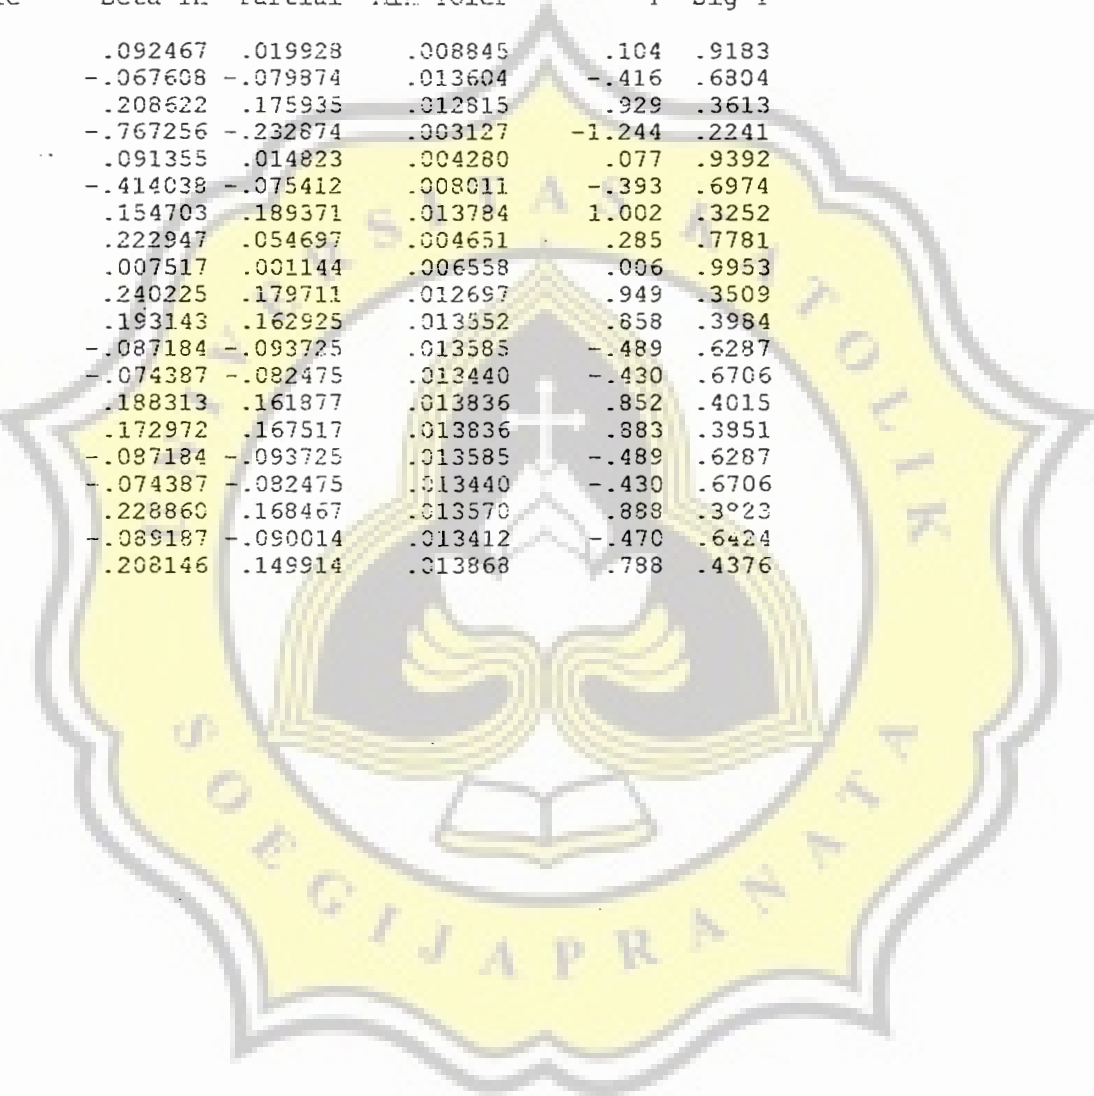 .092467 .019928 .008845 .104 .9183
-.067608 -.079874 .013604 -.416 .6804
.208622 .175935 .012815 .929 .3613
-.767256 -.232874 .003127 -1.244 .2241
.091355 .014823 .004280 .077 .9392
-.414038 -.075412 .008011 -.393 .6974
.154703 .189371 .013784 1.002 .3252
.222947 .054697 .004651 .285 .7781
.007517 .001144 .006558 .006 .9953
.240225 .179711 .012697 .949 .3509
.193143 .162925 .013552 .858 .3984
-.087184 -.093725 .013585 -.489 .6287
-.074387 -.082475 .013440 -.430 .6706
.188313 .161877 .013836 .852 .4015
.172972 .167517 .013836 .883 .3851
-.087184 -.093725 .013585 -.489 .6287
-.074387 -.082475 .013440 -.430 .6706
.228860 .168467 .013570 .888
-.089187 -.090014 .013412 -.470 .6424
.208146 .149914 .013868 .788 .4376
UNIVERSITAS KATOLIK
SOEGIJAPRANATA